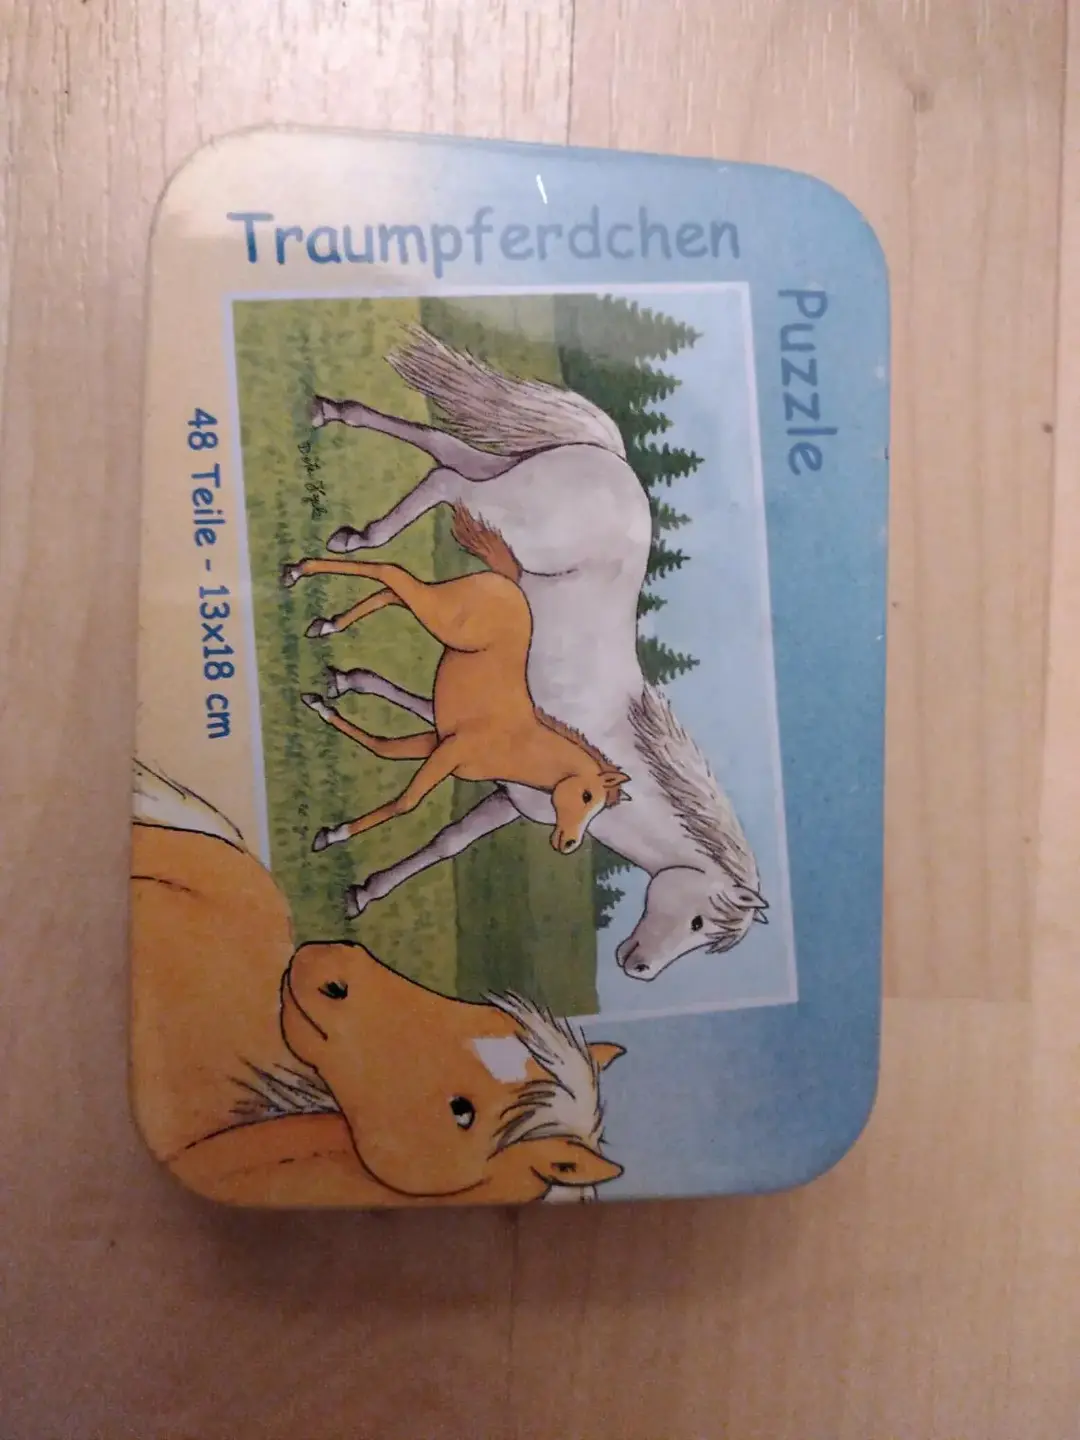 Puzzle
Traumpferdchen
48 Teile - 13x18 cm